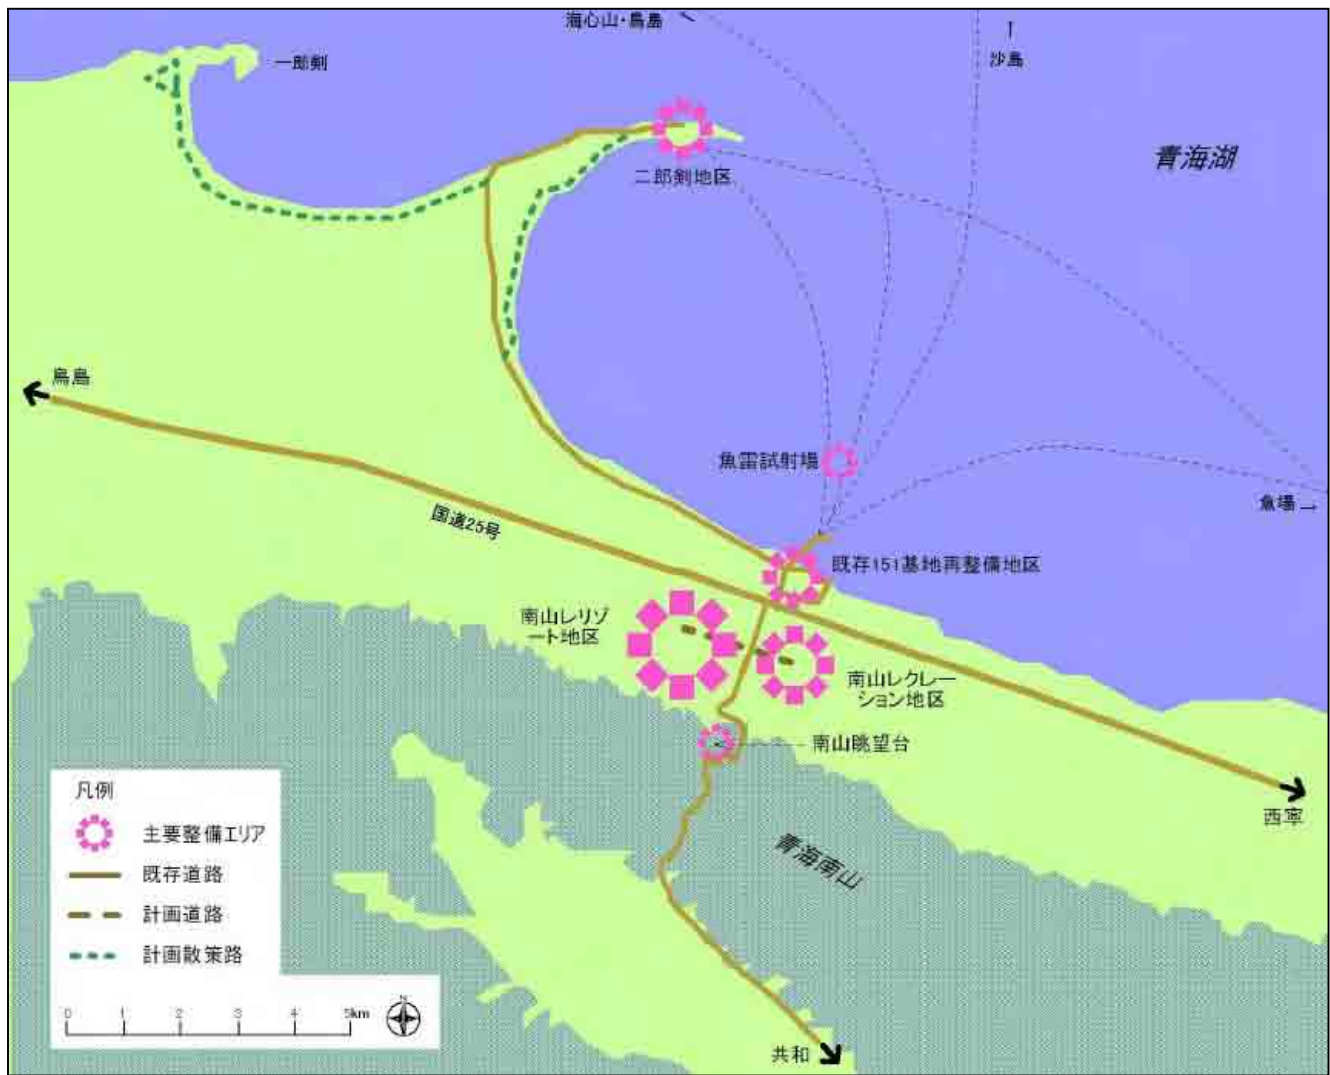 海心山・鳥島
↑
沙島
一郎剣
青海湖
二郎剣地区
鳥島
魚雷試射場
国道25号
魚場→
既存151基地再整備地区
南山レリゾ
ート地区
南山レクレー
ション地区
南山眺望台
西寧
青海南山
共和
凡例
主要整備エリア
既存道路
計画道路
計画散策路
0 1 2 3 4 5km
N